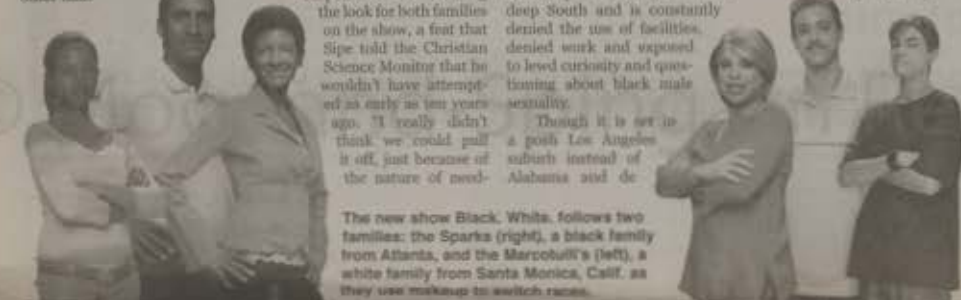 the look for both families
on the show, a feat that
Sipe told the Christian
Science Monitor that he
wouldn't have attempt-
ed as early as ten years
ago. "I really didn't
think we could pull
it off, just because of
the nature of need-
deep South and is constantly
denied the use of facilities,
denied work and exposed
to lewd curiosity and ques-
tioning about black male
sexuality.
Though it is set in
a posh Los Angeles
suburb instead of
Alabama and de
The new show Black. White. follows two
families: the Sparks (right), a black family
from Atlanta, and the Marcotulli's (left), a
white family from Santa Monica, Calif. as
they use makeup to switch races.